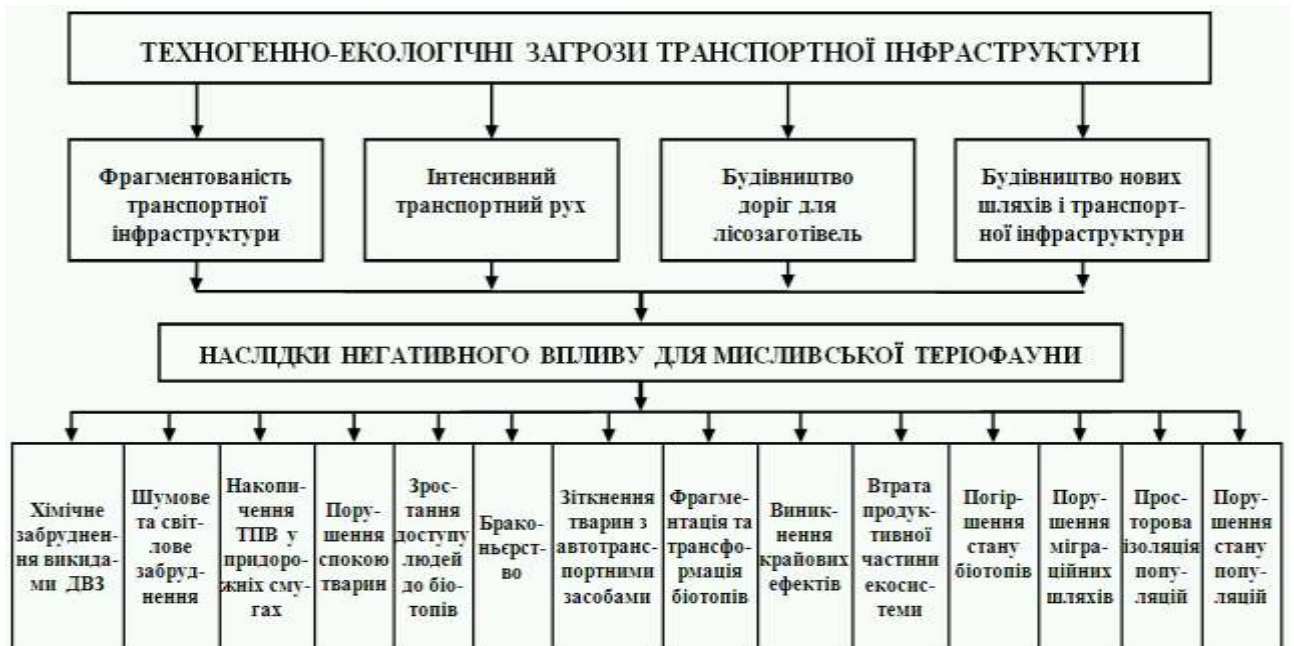 ТЕХНОГЕННО-ЕКОЛОГІЧНІ ЗАГРОЗИ ТРАНСПОРТНОЇ ІНФРАСТРУКТУРИ
Фрагментованість
транспортної
інфраструктури
Інтенсивний
транспортний рух
Будівництво
доріг для
лісозаготівель
Будівництво нових
шляхів і транспорт-
ної інфраструктури
НАСЛІДКИ НЕГАТИВНОГО ВПЛИВУ ДЛЯ МИСЛИВСЬКОЇ ТЕРІОФАУНИ
Хімічне
забруднен-
ня викида-
ми ДВЗ
Шумове
та світ-
лове
забруд-
нення
Накопи-
чення
ТПВ у
придоро-
жніх сму-
гах
Пору-
шення
спокою
тварин
Зрос-
тання
доступу
людей
до біо-
топів
Брако-
ньєрст-
во
Зіткнення
тварин з
автотранс-
портними
засобами
Фрагме-
нтація та
трансфо-
рмація
біотопів
Виник-
нення
крайових
ефектів
Втрата
продук-
тивної
частини
екосис-
теми
Погір-
шення
стану
біотопів
Пору-
шення
мігра-
ційних
шляхів
Прос-
торова
ізоляція
попу-
ляцій
Пору-
шення
стану
попу-
ляцій